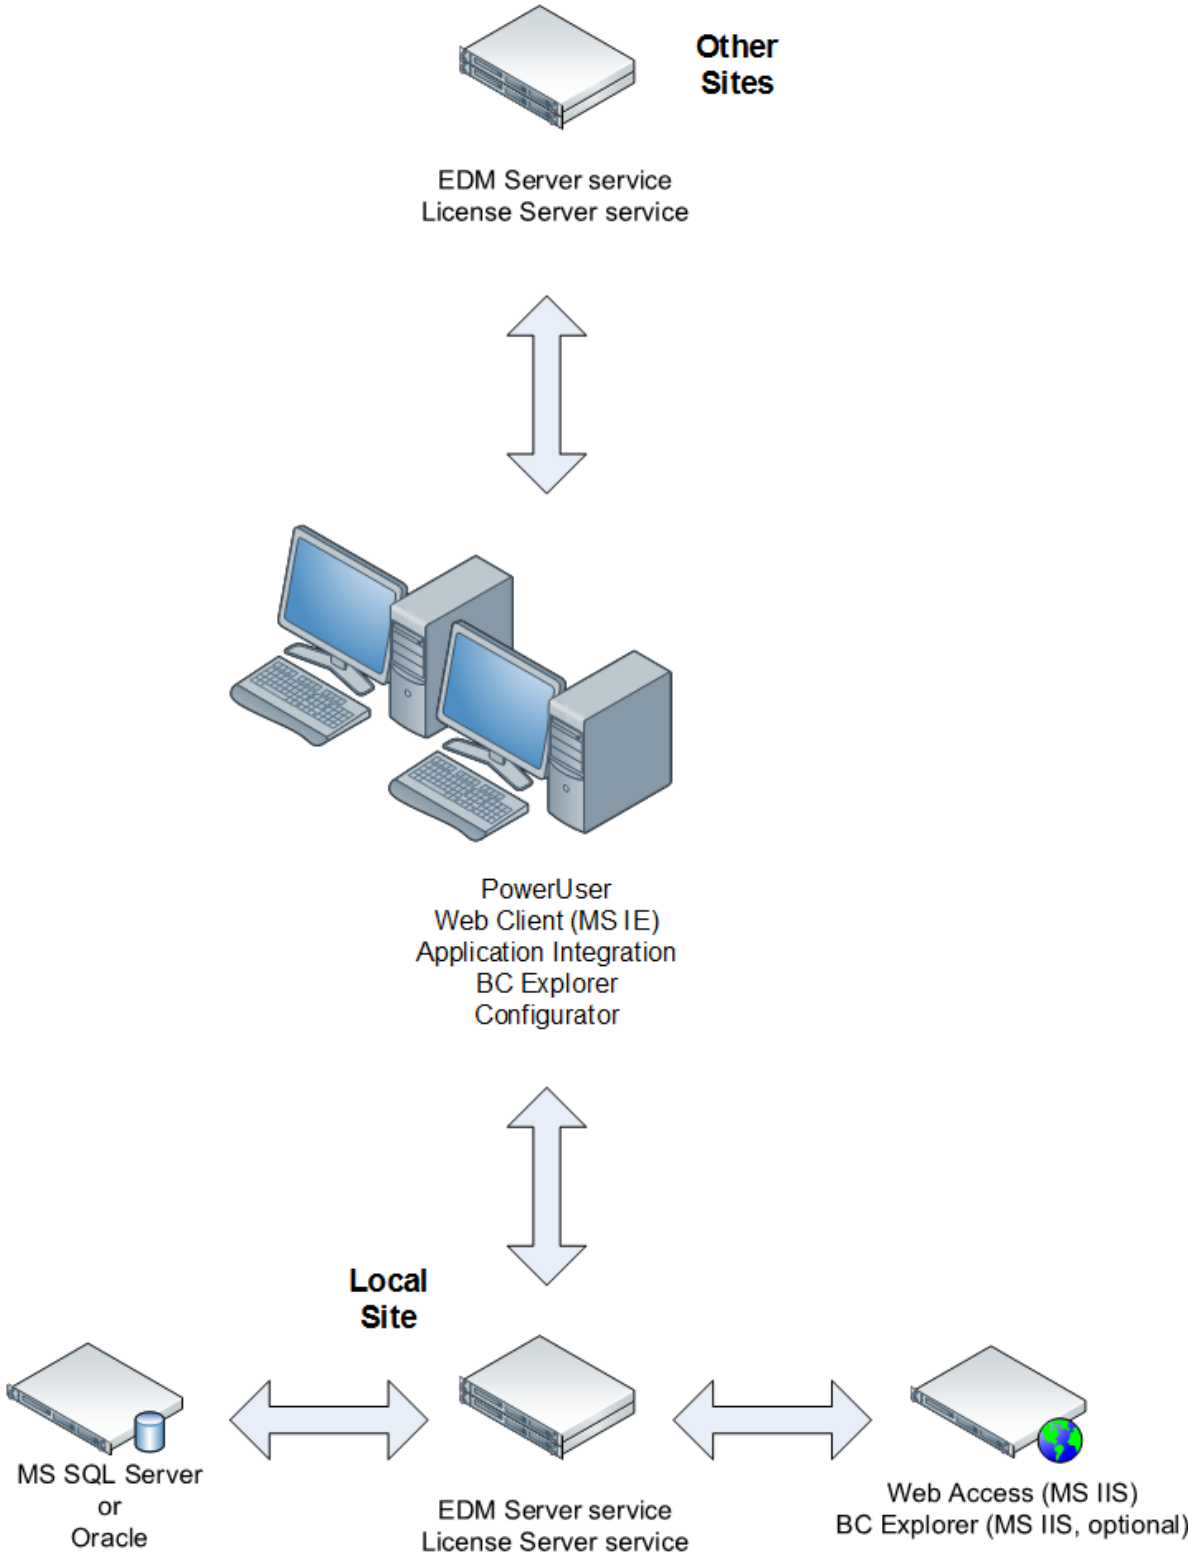 Other
Sites
EDM Server service
License Server service
PowerUser
Web Client (MS IE)
Application Integration
BC Explorer
Configurator
Local
Site
MS SQL Server
or
Oracle
EDM Server service
License Server service
Web Access (MS IIS)
BC Explorer (MS IIS, optional)